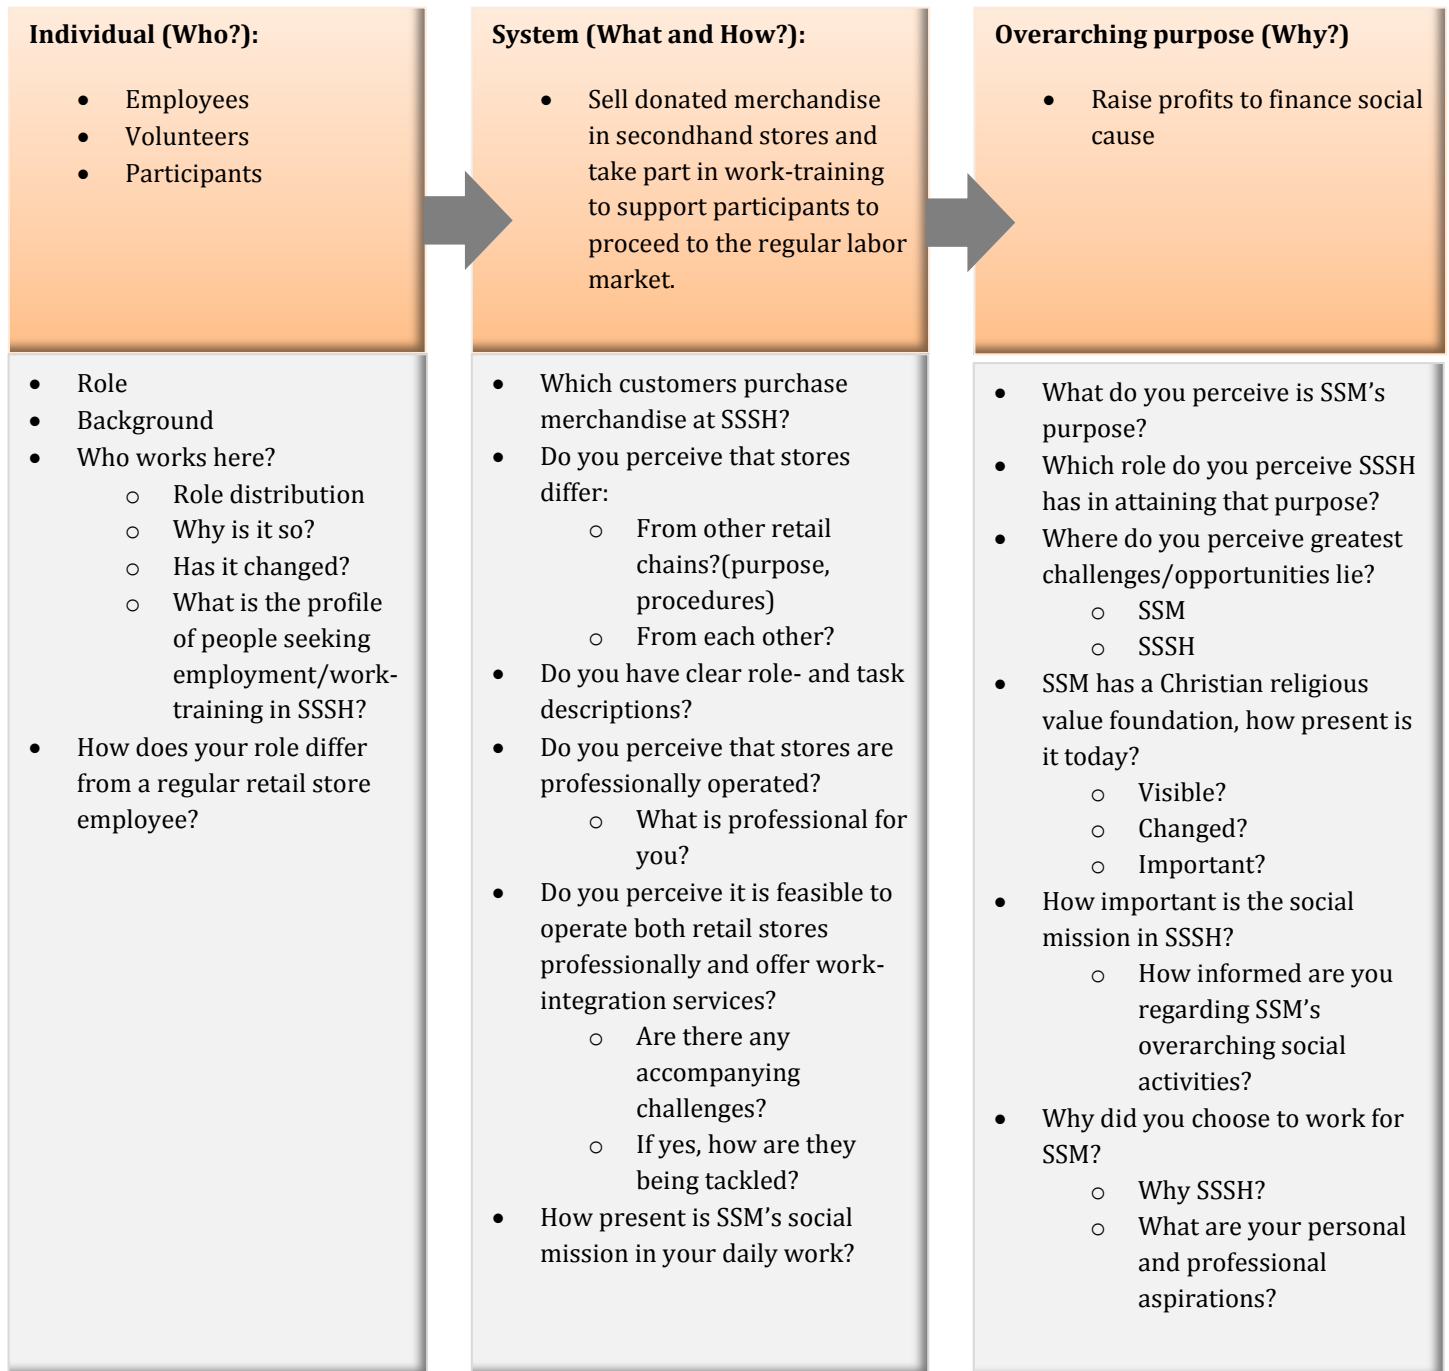 Individual (Who?):
• Employees
• Volunteers
• Participants
System (What and How?):
• Sell donated merchandise
in secondhand stores and
take part in work-training
to support participants to
proceed to the regular labor
market.
Overarching purpose (Why?)
• Raise profits to finance social
cause
• Role
• Background
• Who works here?
o Role distribution
o Why is it so?
o Has it changed?
o What is the profile
of people seeking
employment/work-
training in SSSH?
• How does your role differ
from a regular retail store
employee?
• Which customers purchase
merchandise at SSSH?
• Do you perceive that stores
differ:
o From other retail
chains?(purpose,
procedures)
o From each other?
• Do you have clear role- and task
descriptions?
• Do you perceive that stores are
professionally operated?
o What is professional for
you?
• Do you perceive it is feasible to
operate both retail stores
professionally and offer work-
integration services?
o Are there any
accompanying
challenges?
o If yes, how are they
being tackled?
• How present is SSM’s social
mission in your daily work?
• What do you perceive is SSM’s
purpose?
• Which role do you perceive SSSH
has in attaining that purpose?
• Where do you perceive greatest
challenges/opportunities lie?
o SSM
o SSSH
• SSM has a Christian religious
value foundation, how present is
it today?
o Visible?
o Changed?
o Important?
• How important is the social
mission in SSSH?
o How informed are you
regarding SSM’s
overarching social
activities?
• Why did you choose to work for
SSM?
o Why SSSH?
o What are your personal
and professional
aspirations?